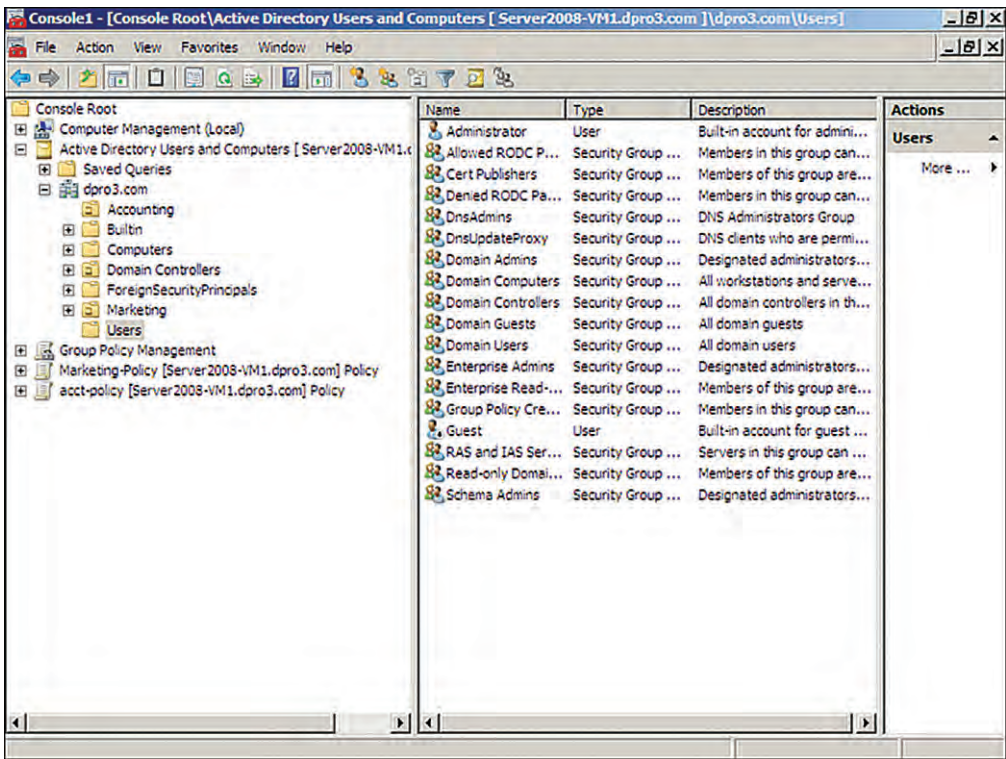 Console1 - [Console Root\Active Directory Users and Computers [ Server2008-VM1.dpro3.com ]\dpro3.com\Users]
File Action View Favorites Window Help
Console Root
Computer Management (Local)
Active Directory Users and Computers [ Server2008-VM1.c
Saved Queries
dpro3.com
Accounting
Builtin
Computers
Domain Controllers
ForeignSecurityPrincipals
Marketing
Users
Group Policy Management
Marketing-Policy [Server2008-VM1.dpro3.com] Policy
acct-policy [Server2008-VM1.dpro3.com] Policy
Name Type Description
Administrator User Built-in account for admini...
Allowed RODC P... Security Group ... Members in this group can...
Cert Publishers Security Group ... Members of this group are...
Denied RODC Pa... Security Group ... Members in this group can...
DnsAdmins Security Group ... DNS Administrators Group
DnsUpdateProxy Security Group ... DNS clients who are permi...
Domain Admins Security Group ... Designated administrators...
Domain Computers Security Group ... All workstations and serve...
Domain Controllers Security Group ... All domain controllers in th...
Domain Guests Security Group ... All domain guests
Domain Users Security Group ... All domain users
Enterprise Admins Security Group ... Designated administrators...
Enterprise Read-... Security Group ... Members of this group are...
Group Policy Cre... Security Group ... Members in this group can...
Guest User Built-in account for guest ...
RAS and IAS Ser... Security Group ... Servers in this group can ...
Read-only Domai... Security Group ... Members of this group are...
Schema Admins Security Group ... Designated administrators...
Actions
Users
More ...